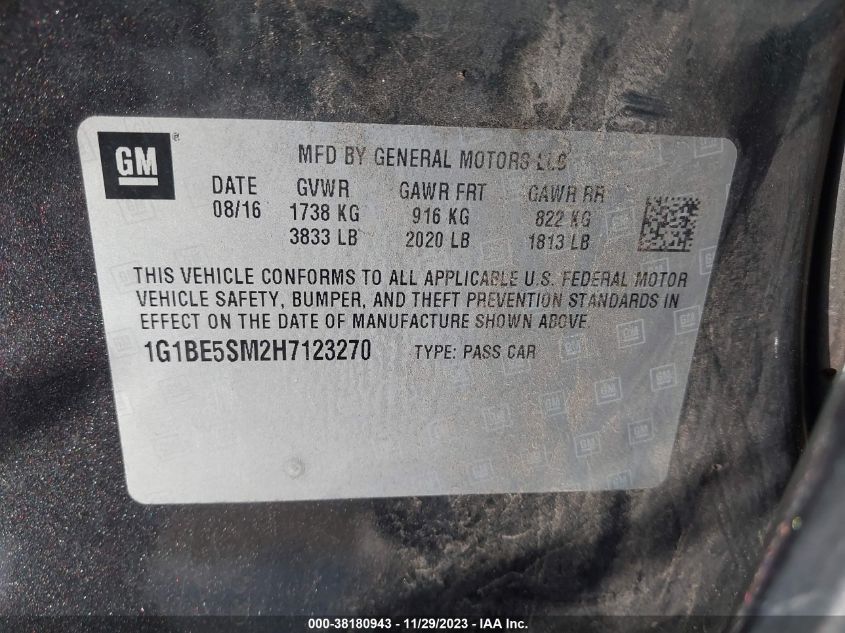 GM
MFD BY GENERAL MOTORS LLC
DATE GVWR GAWR FRT GAWR RR
08/16 1738 KG 916 KG 822 KG
3833 LB 2020 LB 1813 LB
THIS VEHICLE CONFORMS TO ALL APPLICABLE U.S. FEDERAL MOTOR
VEHICLE SAFETY, BUMPER, AND THEFT PREVENTION STANDARDS IN
EFFECT ON THE DATE OF MANUFACTURE SHOWN ABOVE.
1G1BE5SM2H7123270 TYPE: PASS CAR
000-38180943 - 11/29/2023 - IAA Inc.